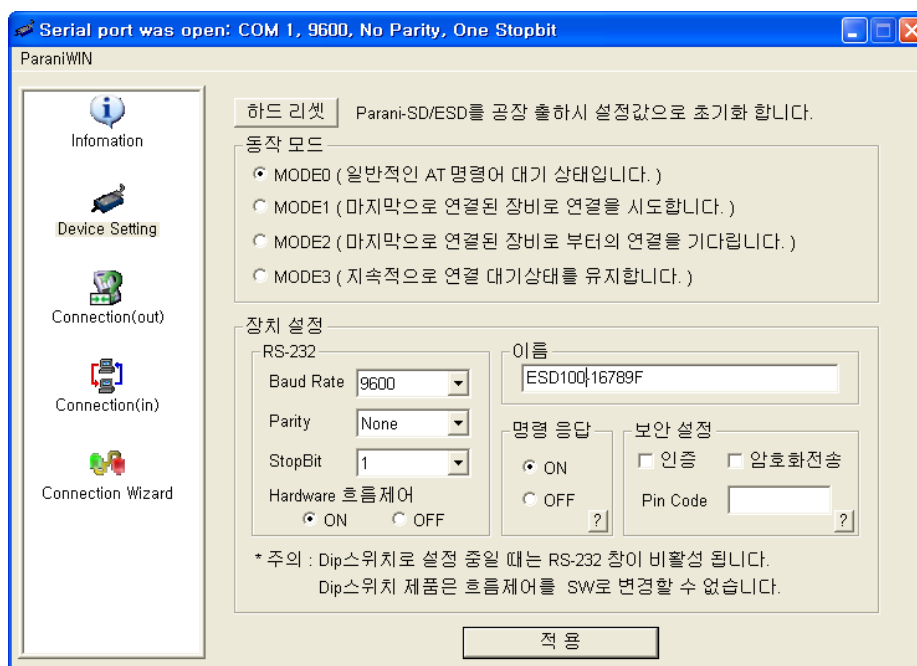 Serial port was open: COM 1, 9600, No Parity, One Stopbit
ParaniWIN
Infomation
Device Setting
Connection(out)
Connection(in)
Connection Wizard
하드 리셋 Parani-SD/ESD를 공장 출하시 설정값으로 초기화 합니다.
동작 모드
MODE0 ( 일반적인 AT 명령어 대기 상태입니다. )
MODE1 ( 마지막으로 연결된 장비로 연결을 시도합니다. )
MODE2 ( 마지막으로 연결된 장비로 부터의 연결을 기다립니다. )
MODE3 ( 지속적으로 연결 대기상태를 유지합니다. )
장치 설정
RS-232
Baud Rate 9600
Parity None
StopBit 1
Hardware 흐름제어
ON OFF
이름
ESD100-16789F
명령 응답
ON
OFF
?
보안 설정
인증 암호화전송
Pin Code
?
* 주의 : Dip스위치로 설정 중일 때는 RS-232 창이 비활성 됩니다.
Dip스위치 제품은 흐름제어를 SW로 변경할 수 없습니다.
적 용